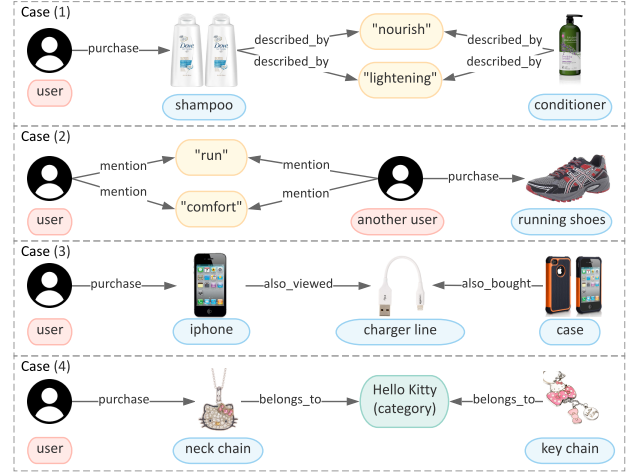 Case (1)
"nourish"
purchase
described_by
described_by
Dove
Dove
described_by
described_by
"lightening"
user
shampoo
conditioner
Case (2)
"run"
mention
mention
purchase
mention
mention
"comfort"
user
another user
running shoes
Case (3)
purchase
also_viewed
also_bought
user
iphone
charger line
case
Case (4)
Hello Kitty
(category)
purchase
belongs_to
belongs_to
user
neck chain
key chain